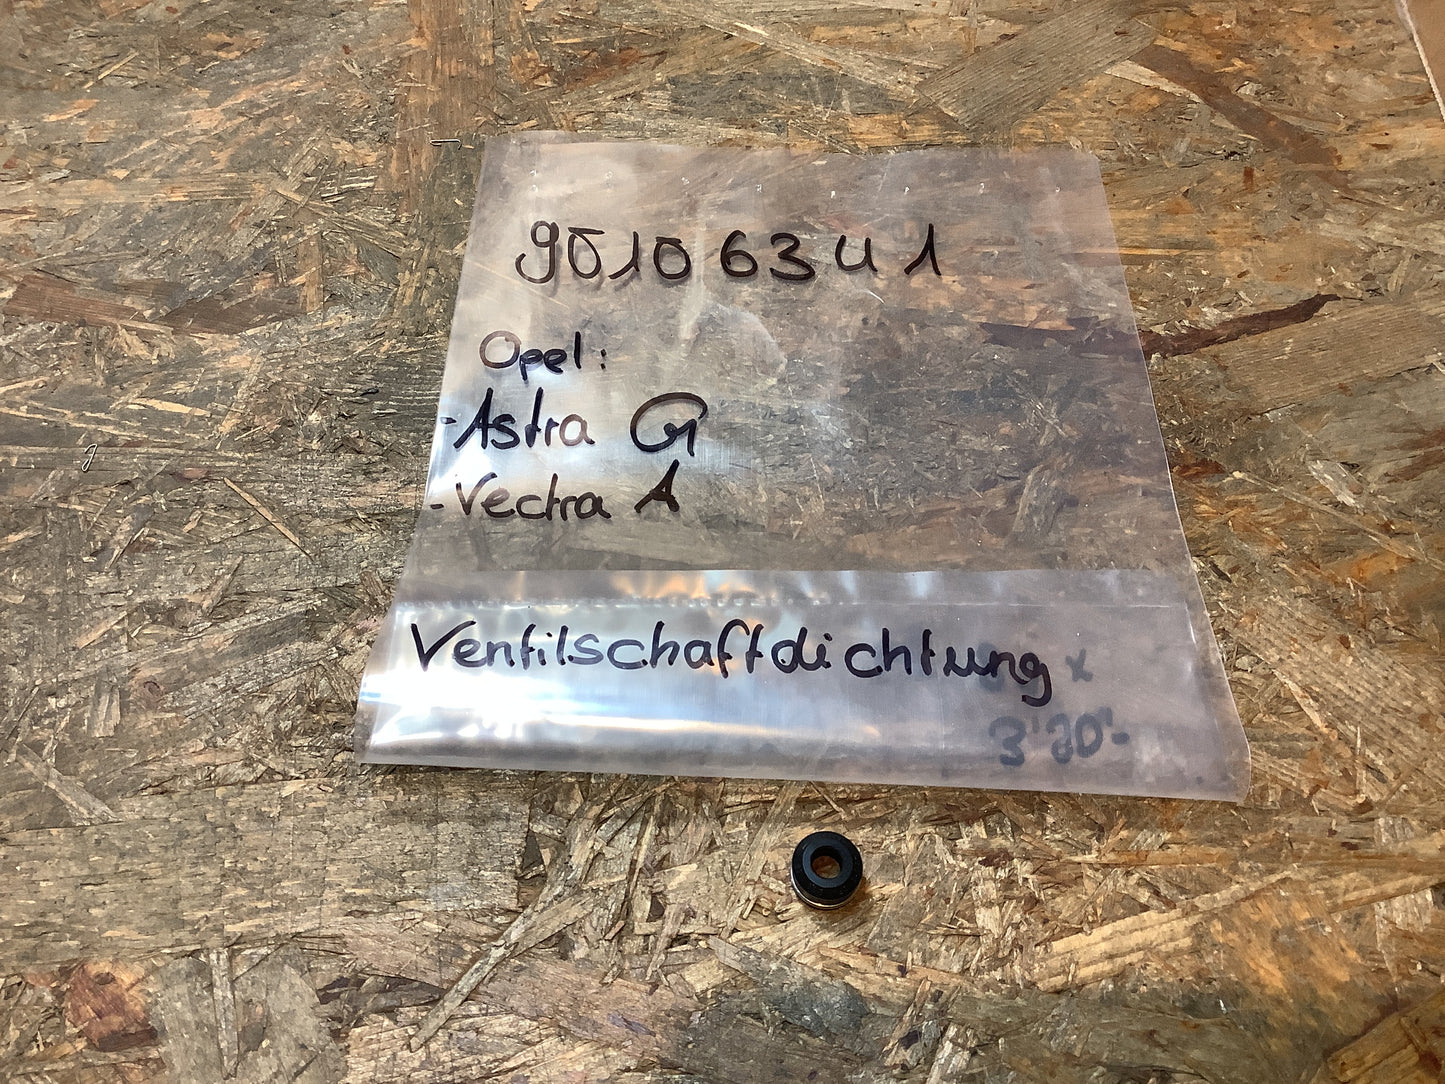 90106341
Opel:
-Astra G
-Vectra A
Ventilschaftdichtung x
3'20'-